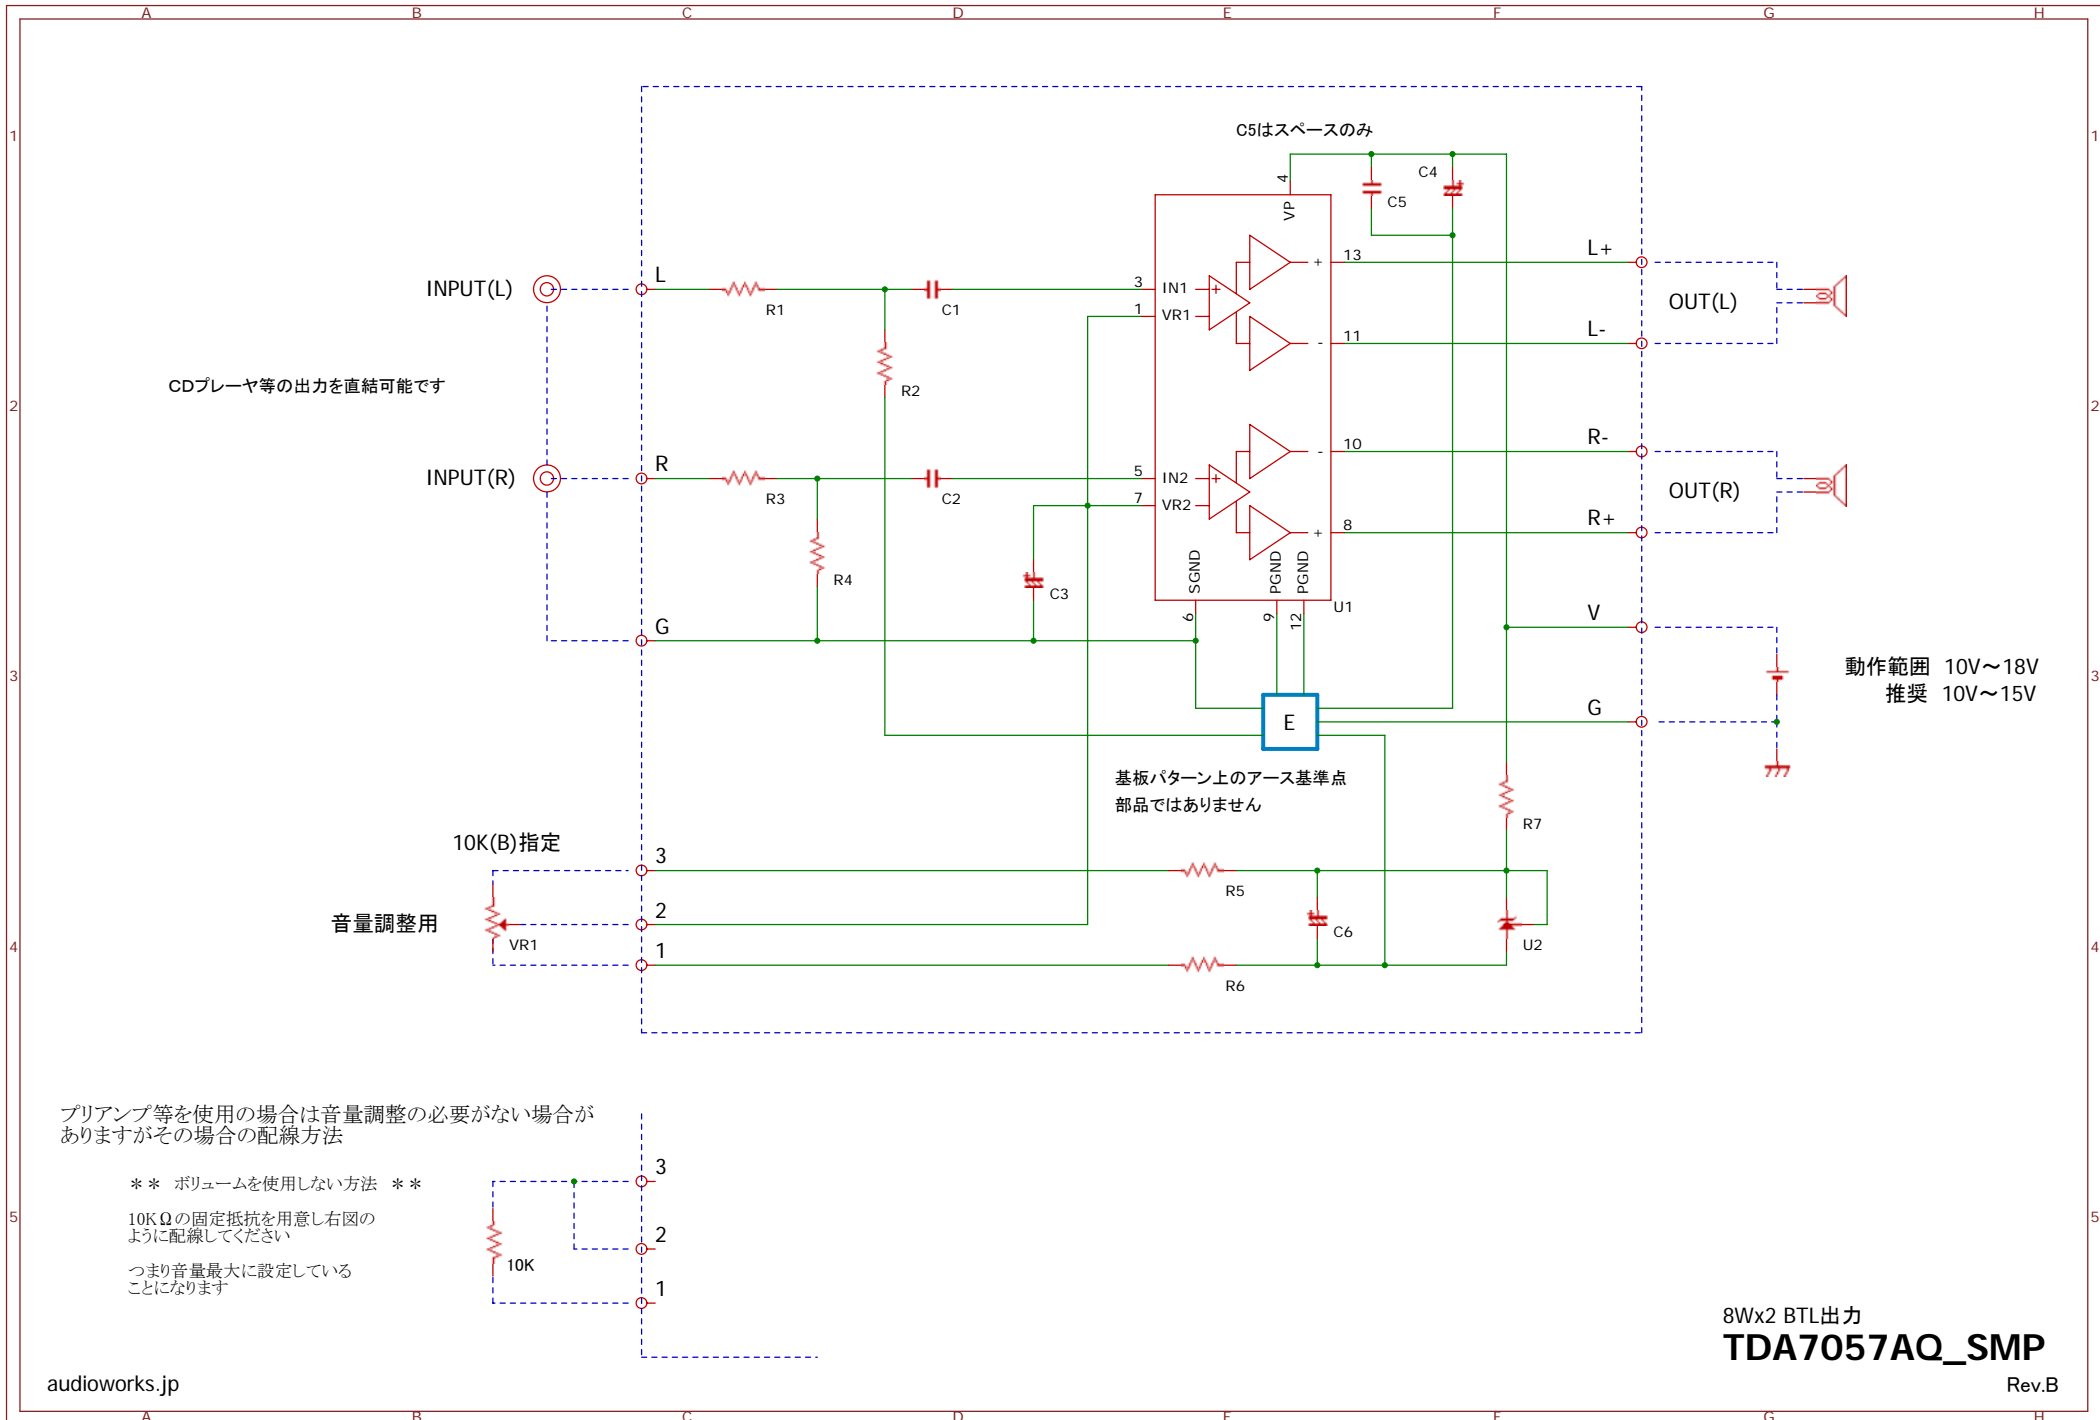 A B C D E F G H
1 1
C5はスペースのみ
4
VP
C5
C4
INPUT(L)
L
R1
C1
3 IN1
1 VR1
+
+ 13
- 11
L+
L-
OUT(L)
R2
CDプレーヤ等の出力を直結可能です
2 2
INPUT(R)
R
R3
C2
5 IN2
7 VR2
+
- 10
+ 8
R-
R+
OUT(R)
R4
C3
SGND
PGND
PGND
6
9
12
U1
G
V
G
E
3 3
動作範囲 10V～18V
推奨 10V～15V
基板パターン上のアース基準点
部品ではありません
R7
10K(B)指定
3
R5
音量調整用
VR1
2
C6
U2
1
R6
4 4
プリアンプ等を使用の場合は音量調整の必要がない場合が
ありますがその場合の配線方法
＊＊ ボリュームを使用しない方法 ＊＊
10KΩの固定抵抗を用意し右図の
ように配線してください
つまり音量最大に設定している
ことになります
3
2
1
10K
5 5
8Wx2 BTL出力
TDA7057AQ_SMP
Rev.B
audioworks.jp
A B C D E F G H